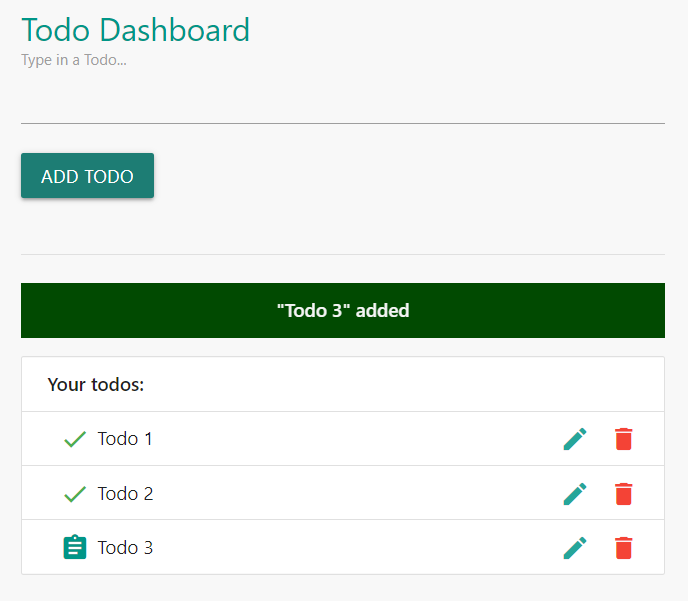 Todo Dashboard
Type in a Todo...
ADD TODO
"Todo 3" added
Your todos:
Todo 1
Todo 2
Todo 3